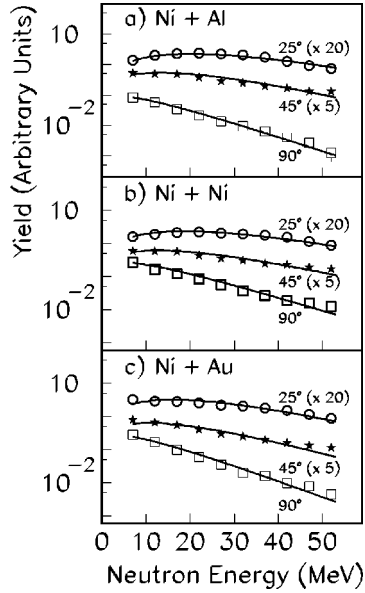 Yield (Arbitrary Units)
a) Ni + Al
10
25° (x 20)
45° (x 5)
10⁻²
90°
b) Ni + Ni
10
25° (x 20)
45° (x 5)
10⁻²
90°
c) Ni + Au
10
25° (x 20)
45° (x 5)
10⁻²
90°
0 10 20 30 40 50 60
Neutron Energy (MeV)